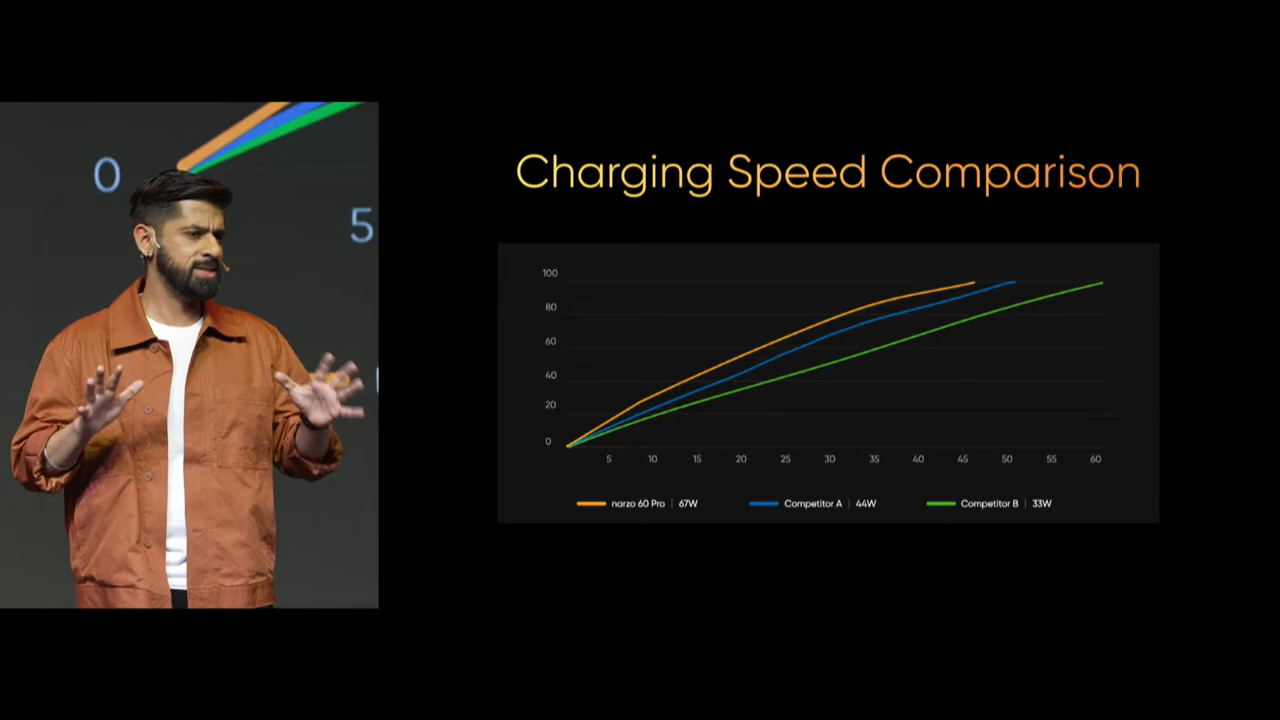 0
5
Charging Speed Comparison
100
80
60
40
20
0
5 10 15 20 25 30 35 40 45 50 55 60
narzo 60 Pro | 67W
Competitor A | 44W
Competitor B | 33W